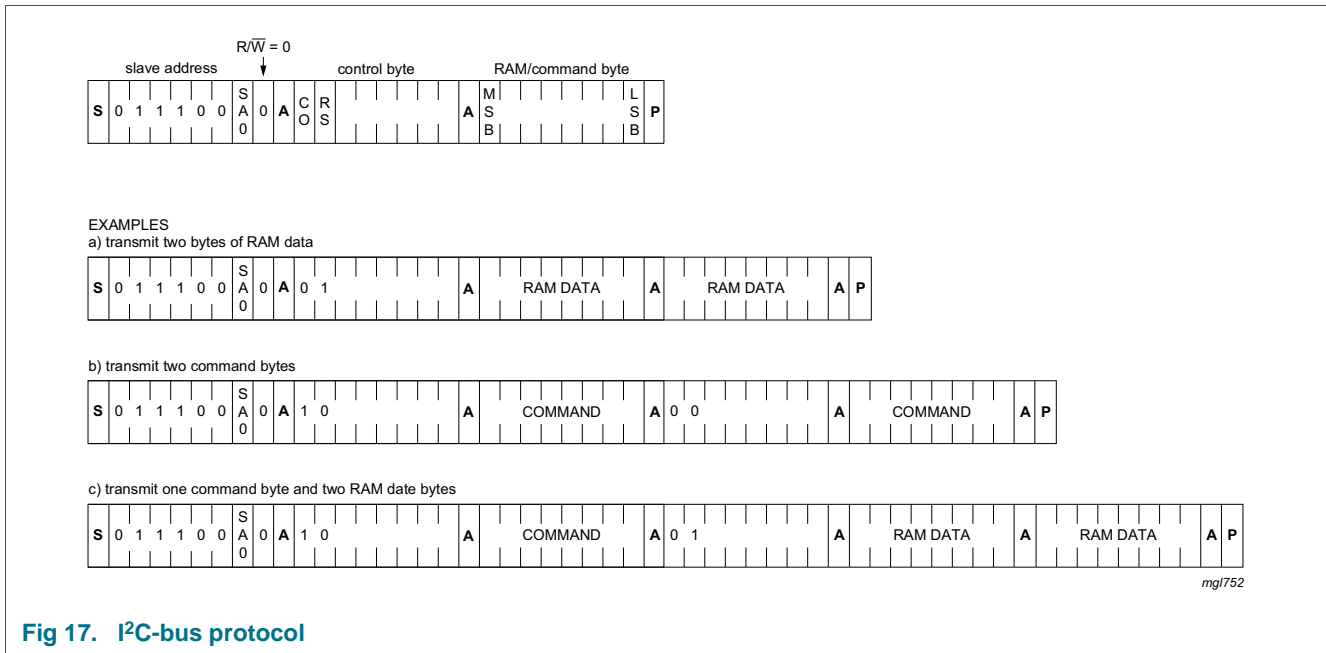 R/W̅ = 0
slave address control byte RAM/command byte
S 0 1 1 1 0 0 SA0 0 A CO RS A MSB LSB P
EXAMPLES
a) transmit two bytes of RAM data
S 0 1 1 1 0 0 SA0 0 A 0 1 A RAM DATA A RAM DATA A P
b) transmit two command bytes
S 0 1 1 1 0 0 SA0 0 A 1 0 A COMMAND A 0 0 A COMMAND A P
c) transmit one command byte and two RAM date bytes
S 0 1 1 1 0 0 SA0 0 A 1 0 A COMMAND A 0 1 A RAM DATA A RAM DATA A P
mgl752
Fig 17. I²C-bus protocol